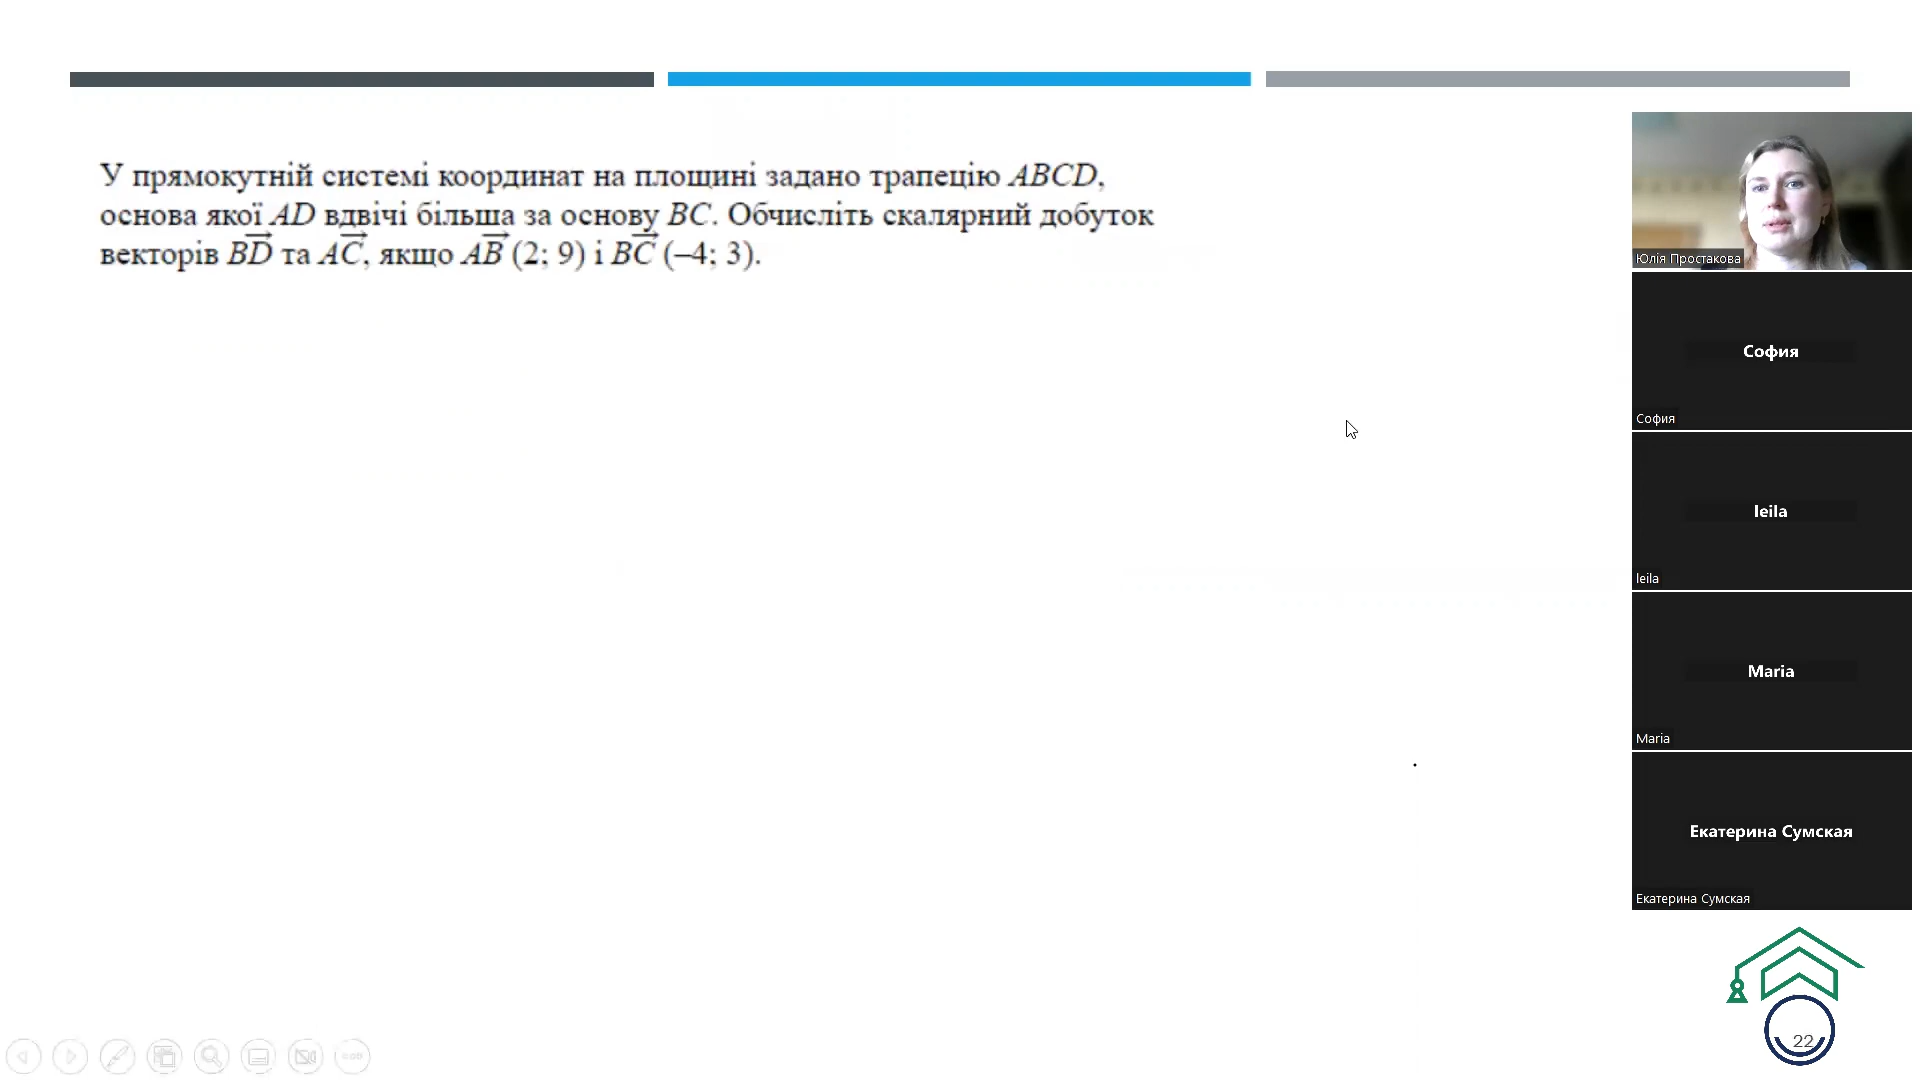 У прямокутній системі координат на площині задано трапецію ABCD,
основа якої AD вдвічі більша за основу BC. Обчисліть скалярний добуток
векторів BD та AC, якщо AB (2; 9) і BC (–4; 3).
Юлія Простакова
София
София
leila
leila
Maria
Maria
Екатерина Сумская
Екатерина Сумская
22